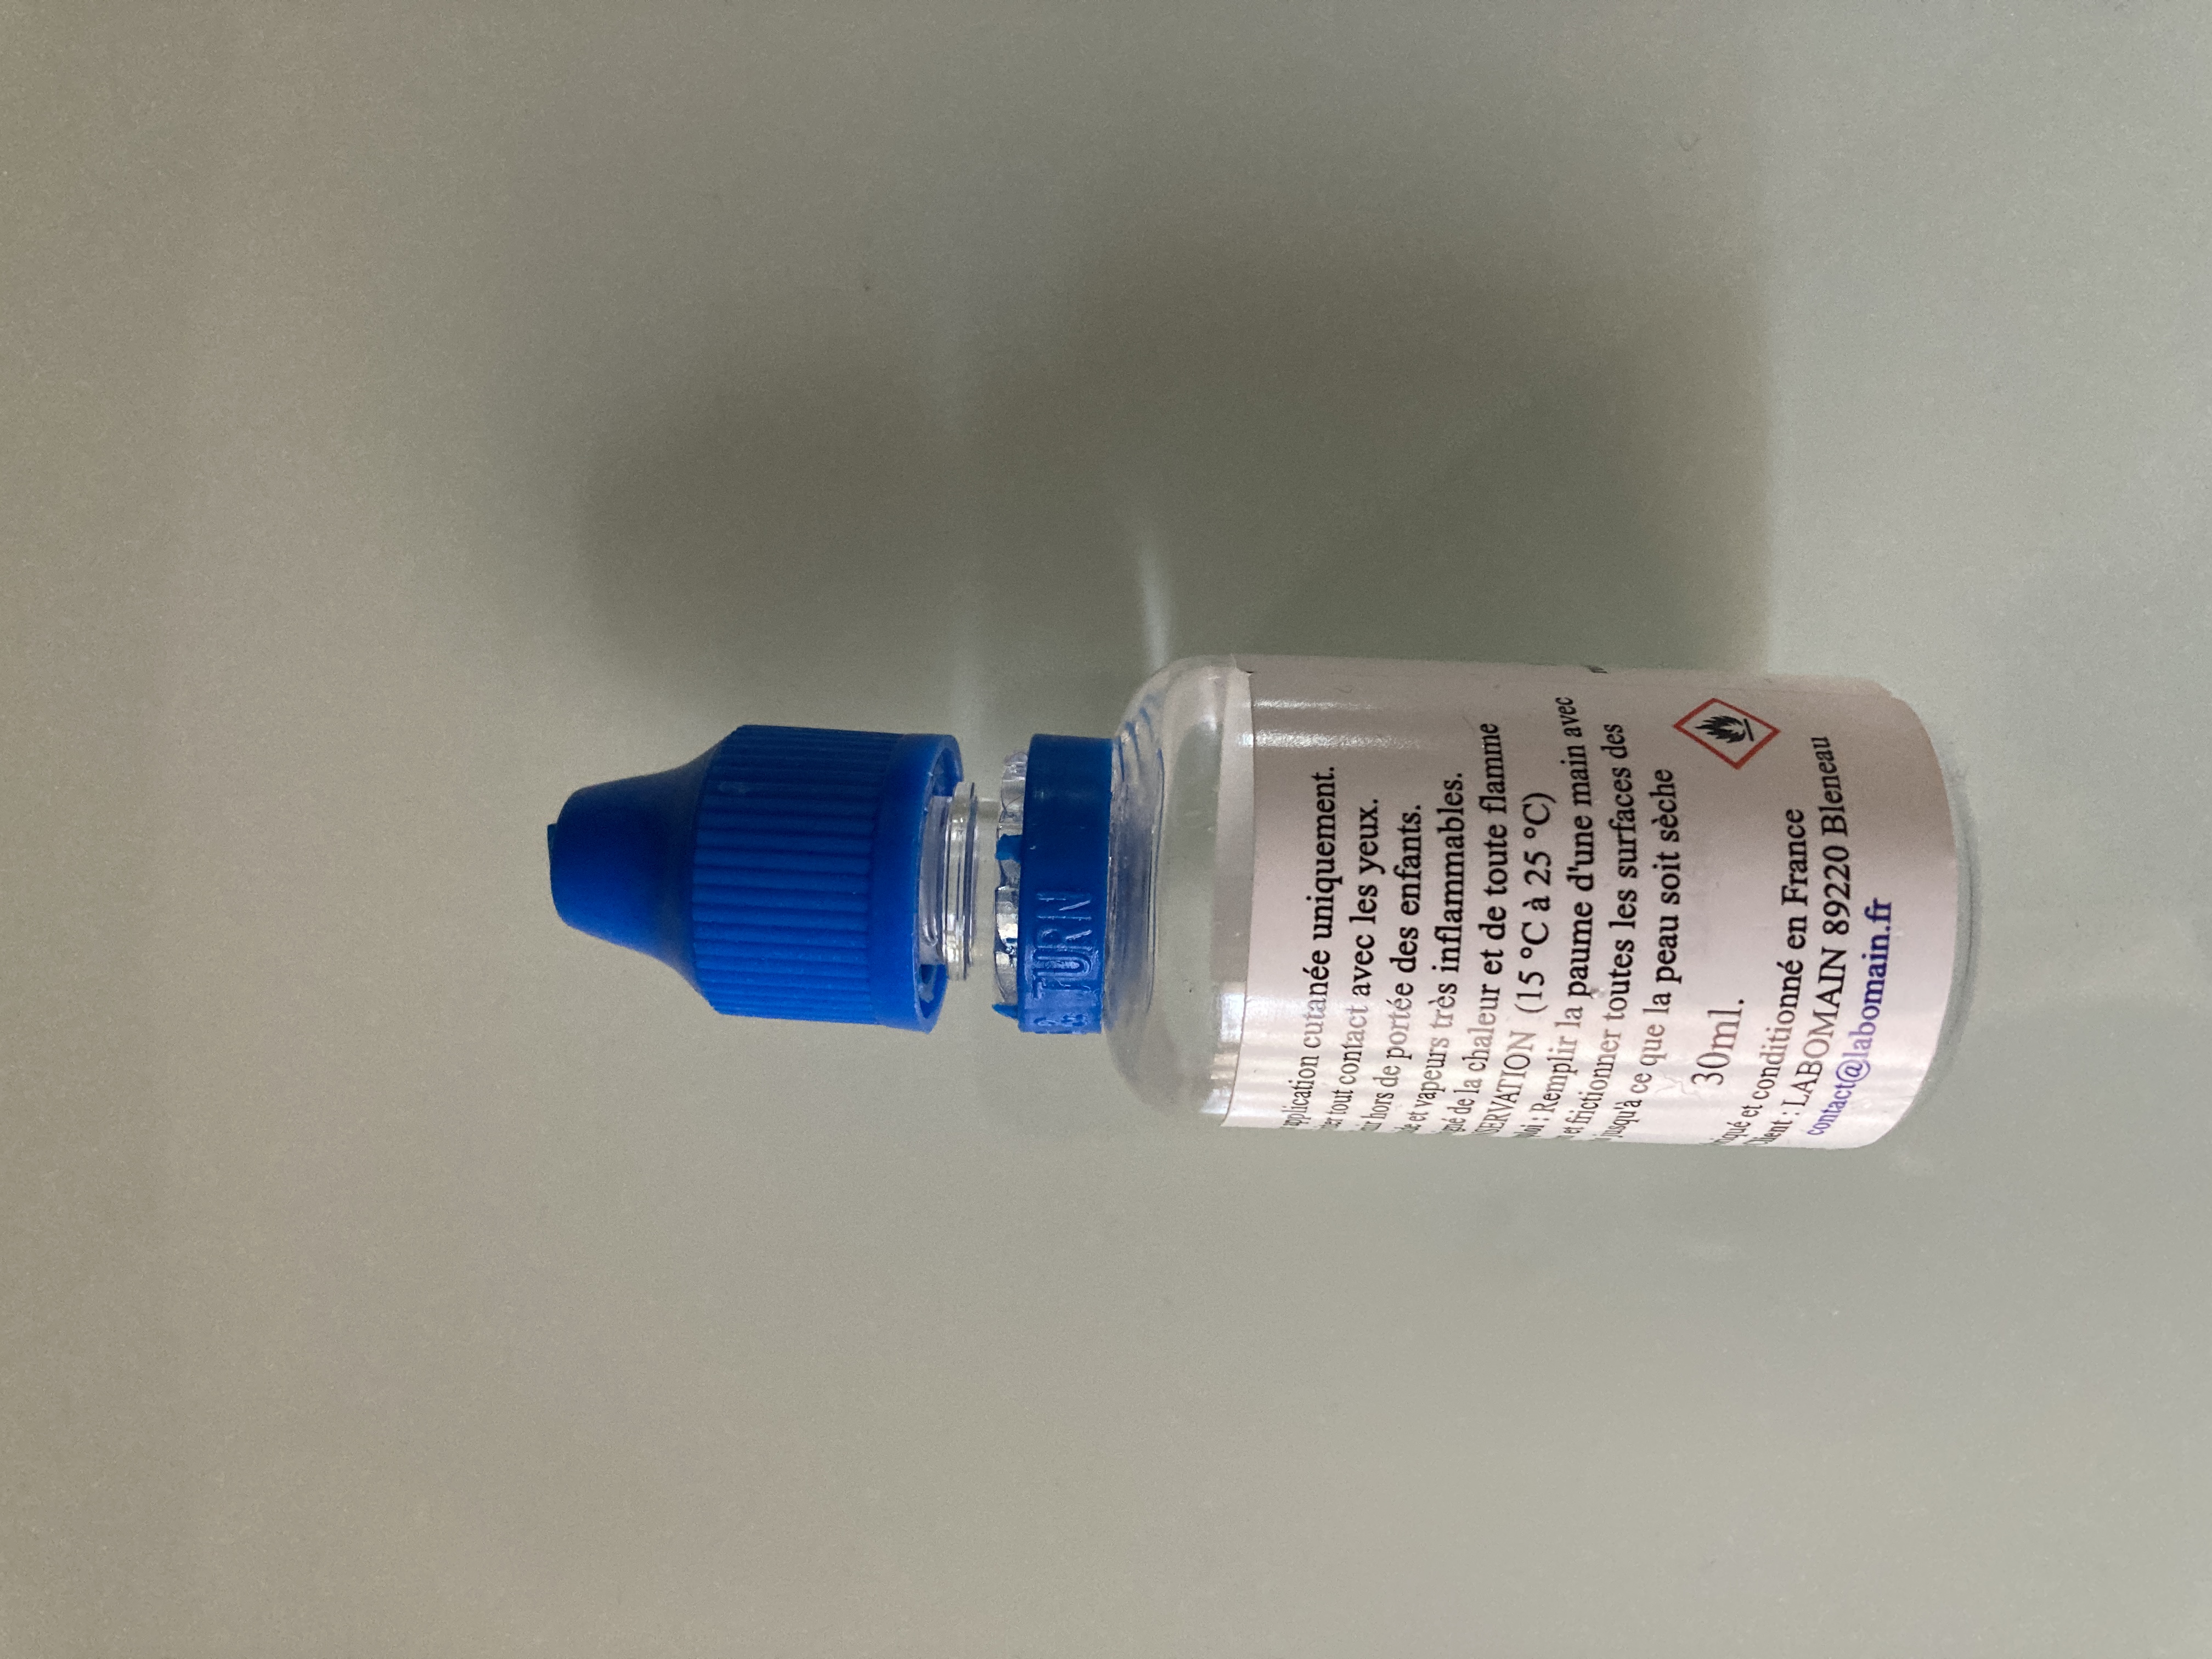 & TURN
application cutanée uniquement.
tout contact avec les yeux.
hors de portée des enfants.
et vapeurs très inflammables.
de la chaleur et de toute flamme
(15 °C à 25 °C)
: Remplir la paume d'une main avec
et frictionner toutes les surfaces des
jusqu'à ce que la peau soit sèche
30ml.
et conditionné en France
: LABOMAIN 89220 Bleneau
contact@labomain.fr